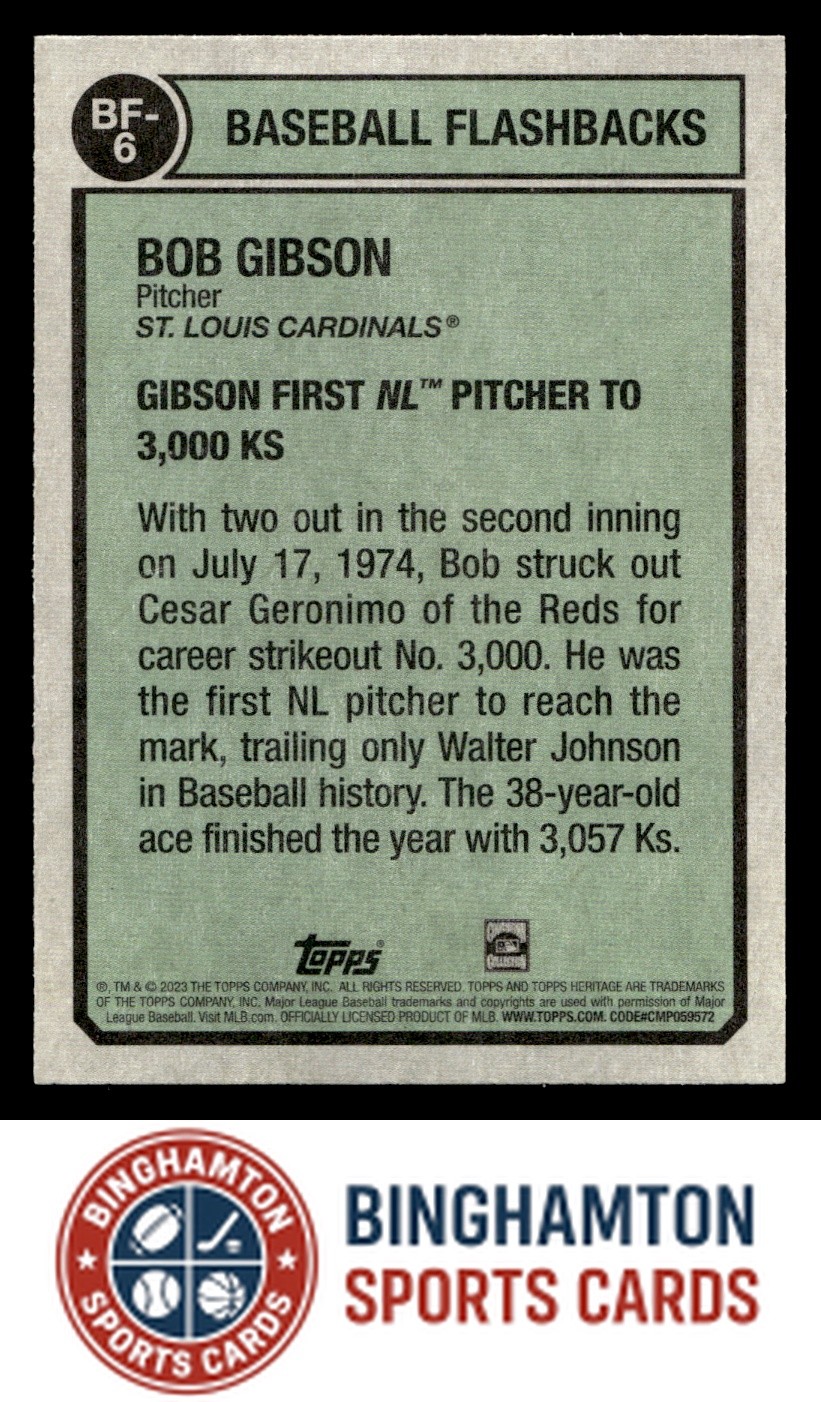 BF-
6
BASEBALL FLASHBACKS
BOB GIBSON
Pitcher
ST. LOUIS CARDINALS®
GIBSON FIRST NL™ PITCHER TO
3,000 KS
With two out in the second inning
on July 17, 1974, Bob struck out
Cesar Geronimo of the Reds for
career strikeout No. 3,000. He was
the first NL pitcher to reach the
mark, trailing only Walter Johnson
in Baseball history. The 38-year-old
ace finished the year with 3,057 Ks.
topps®
®, TM & © 2023 THE TOPPS COMPANY, INC. ALL RIGHTS RESERVED. TOPPS AND TOPPS HERITAGE ARE TRADEMARKS
OF THE TOPPS COMPANY, INC. Major League Baseball trademarks and copyrights are used with permission of Major
League Baseball. Visit MLB.com. OFFICIALLY LICENSED PRODUCT OF MLB. WWW.TOPPS.COM. CODE#CMP059572
BINGHAMTON
SPORTS CARDS
BINGHAMTON
SPORTS CARDS